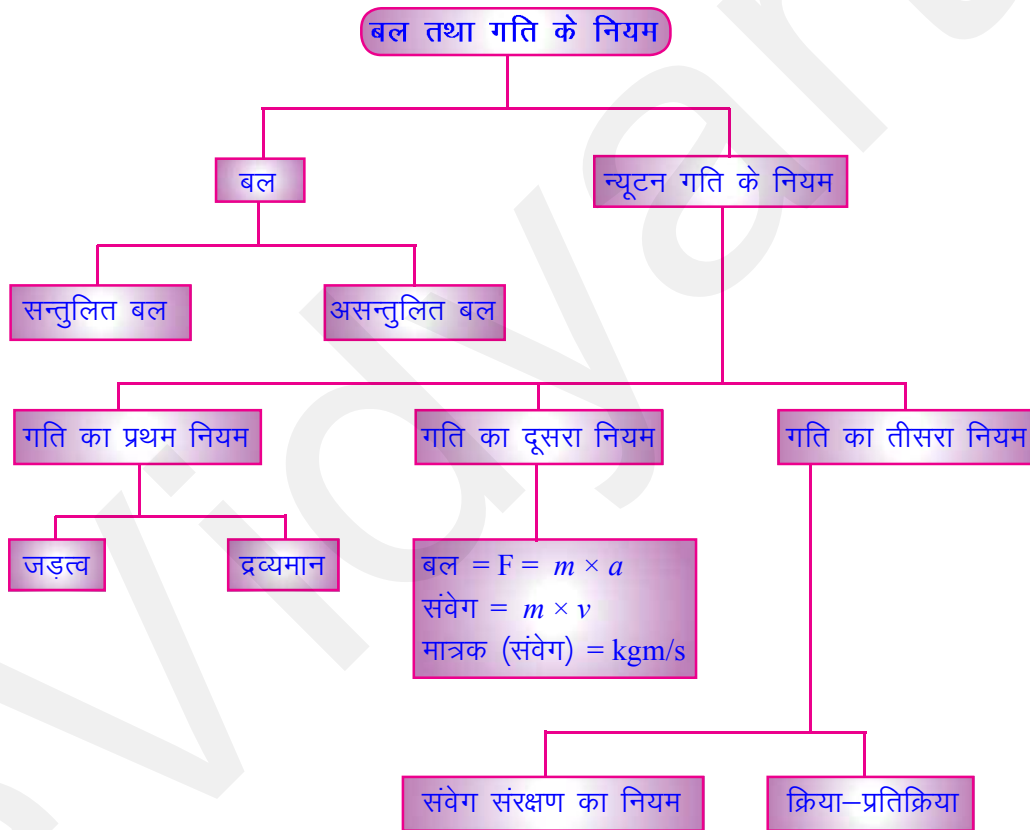 बल तथा गति के नियम
बल
न्यूटन गति के नियम
सन्तुलित बल
असन्तुलित बल
गति का प्रथम नियम
गति का दूसरा नियम
गति का तीसरा नियम
जड़त्व
द्रव्यमान
बल = F = m × a
संवेग = m × v
मात्रक (संवेग) = kgm/s
संवेग संरक्षण का नियम
क्रिया–प्रतिक्रिया